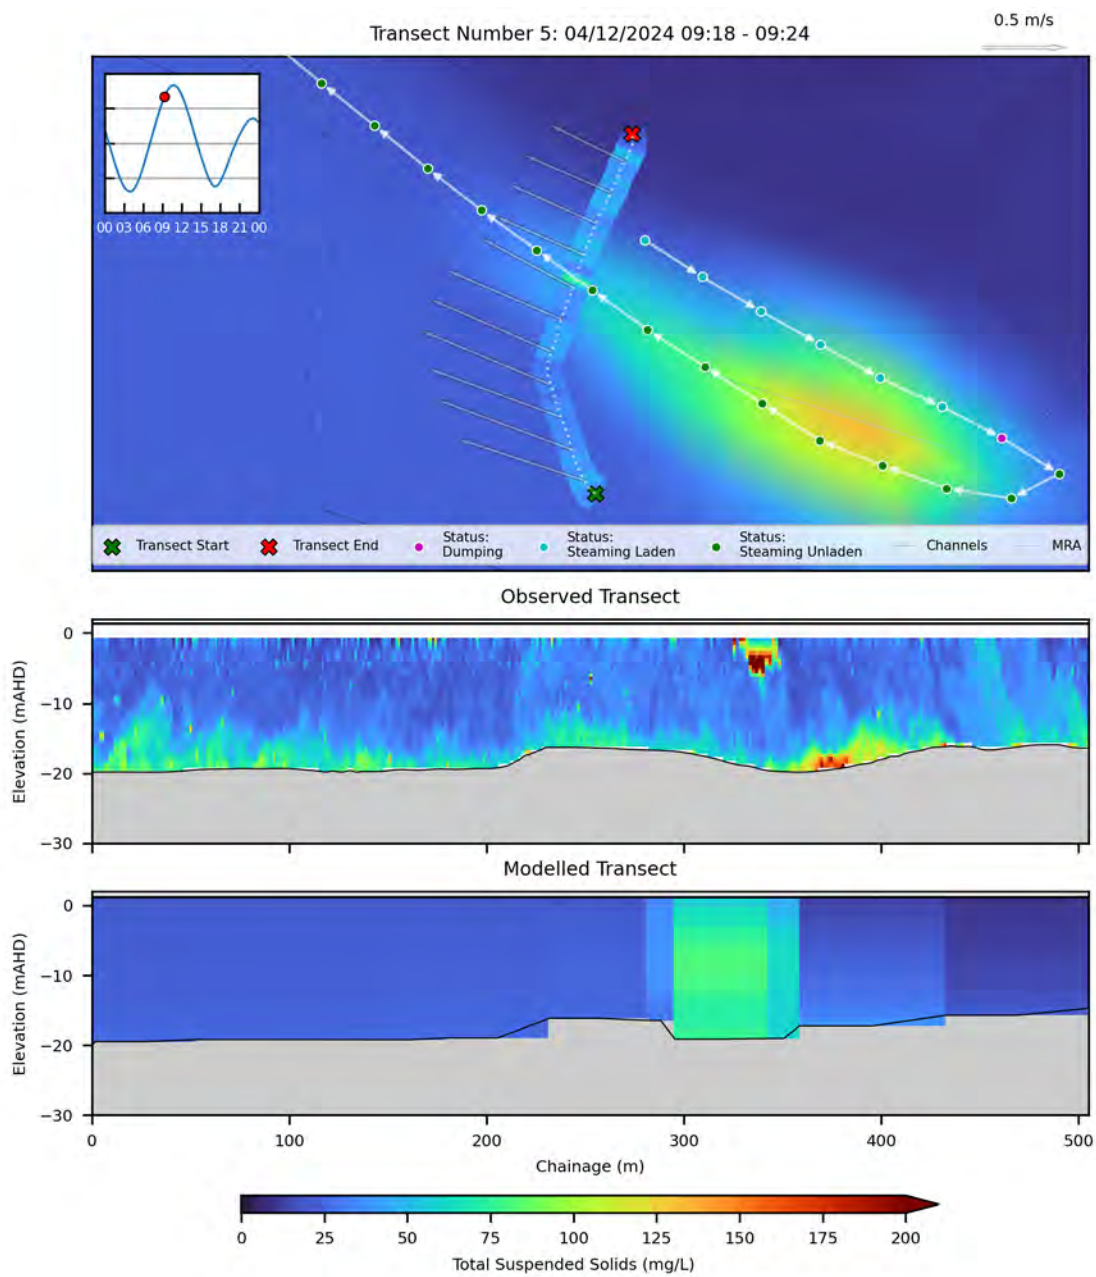 0.5 m/s
Transect Number 5: 04/12/2024 09:18 - 09:24
00 03 06 09 12 15 18 21 00
Transect Start
Transect End
Status:
Dumping
Status:
Steaming Laden
Status:
Steaming Unladen
Channels
MRA
Observed Transect
Elevation (mAHD)
0
−10
−20
−30
Modelled Transect
Elevation (mAHD)
0
−10
−20
−30
0 100 200 300 400 500
Chainage (m)
0 25 50 75 100 125 150 175 200
Total Suspended Solids (mg/L)